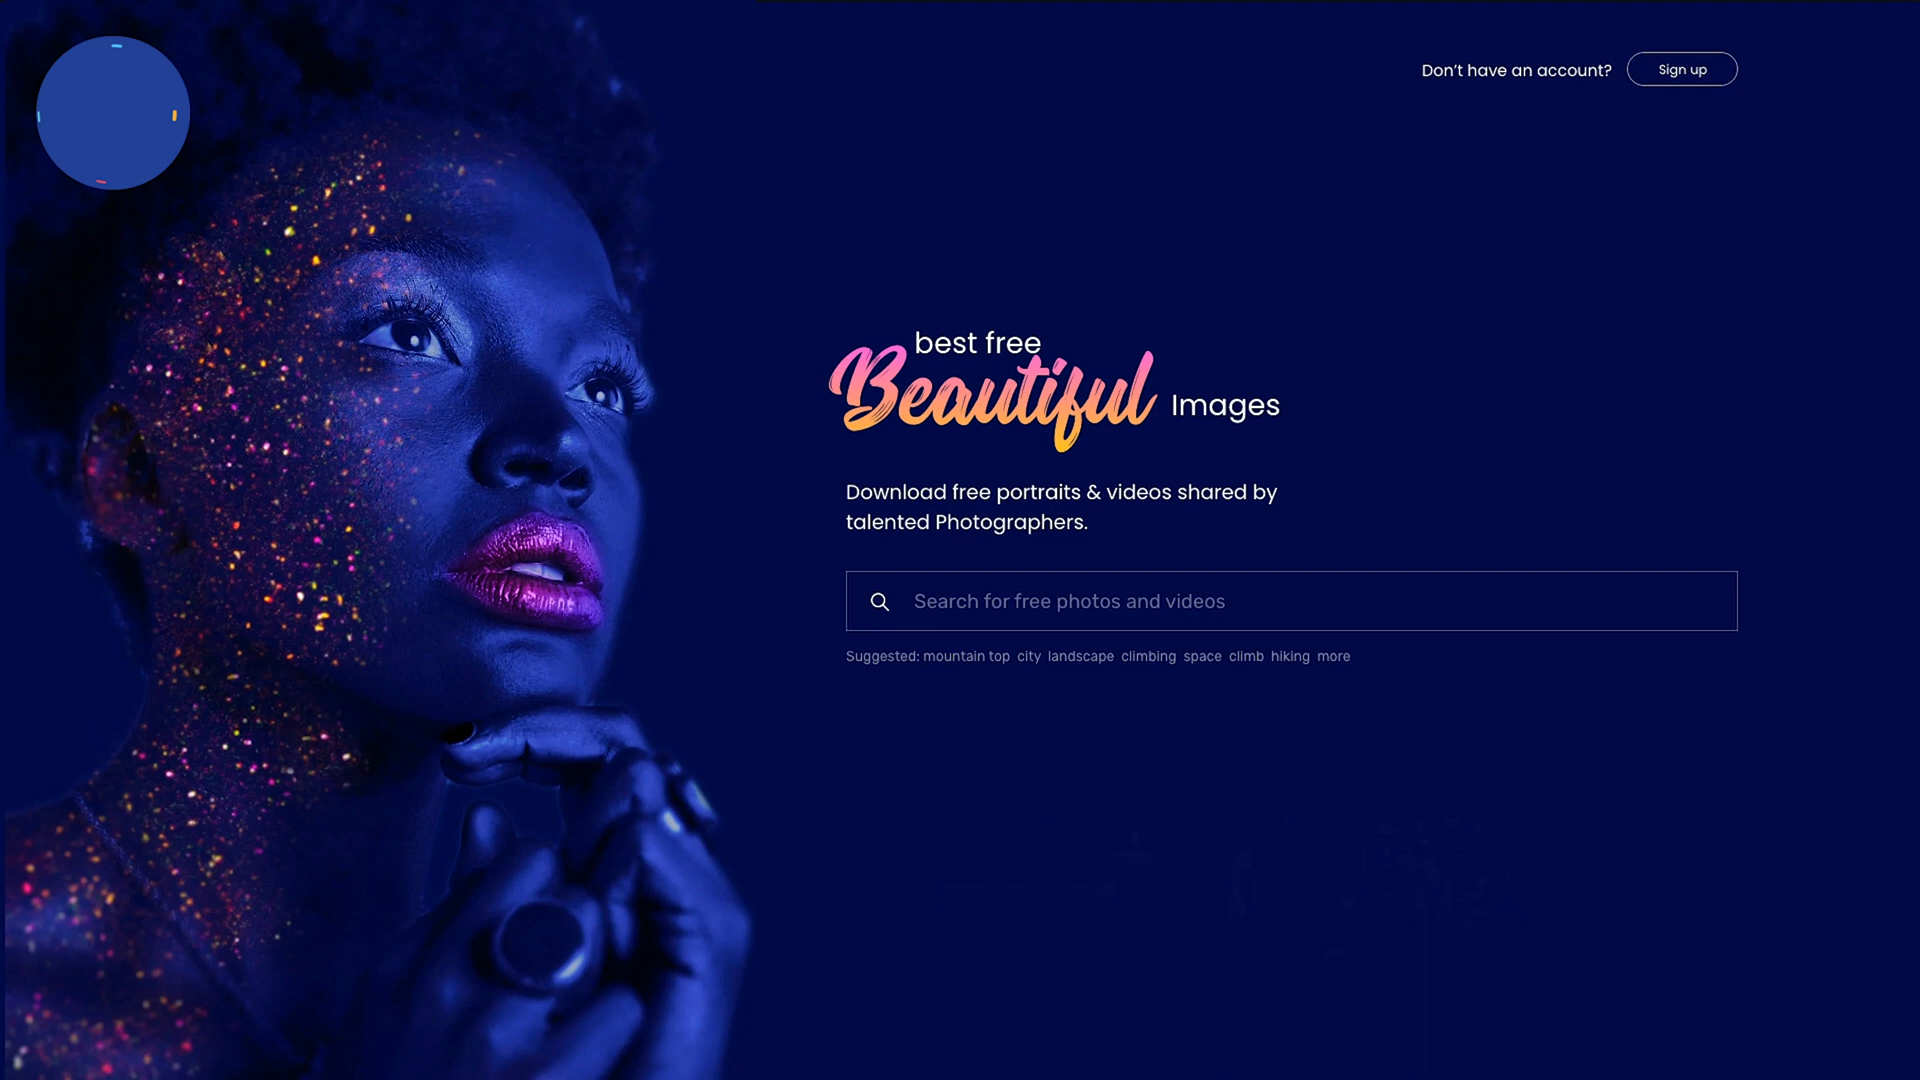 Don't have an account? Sign up
best free
Beautiful Images
Download free portraits & videos shared by
talented Photographers.
Search for free photos and videos
Suggested: mountain top city landscape climbing space climb hiking more